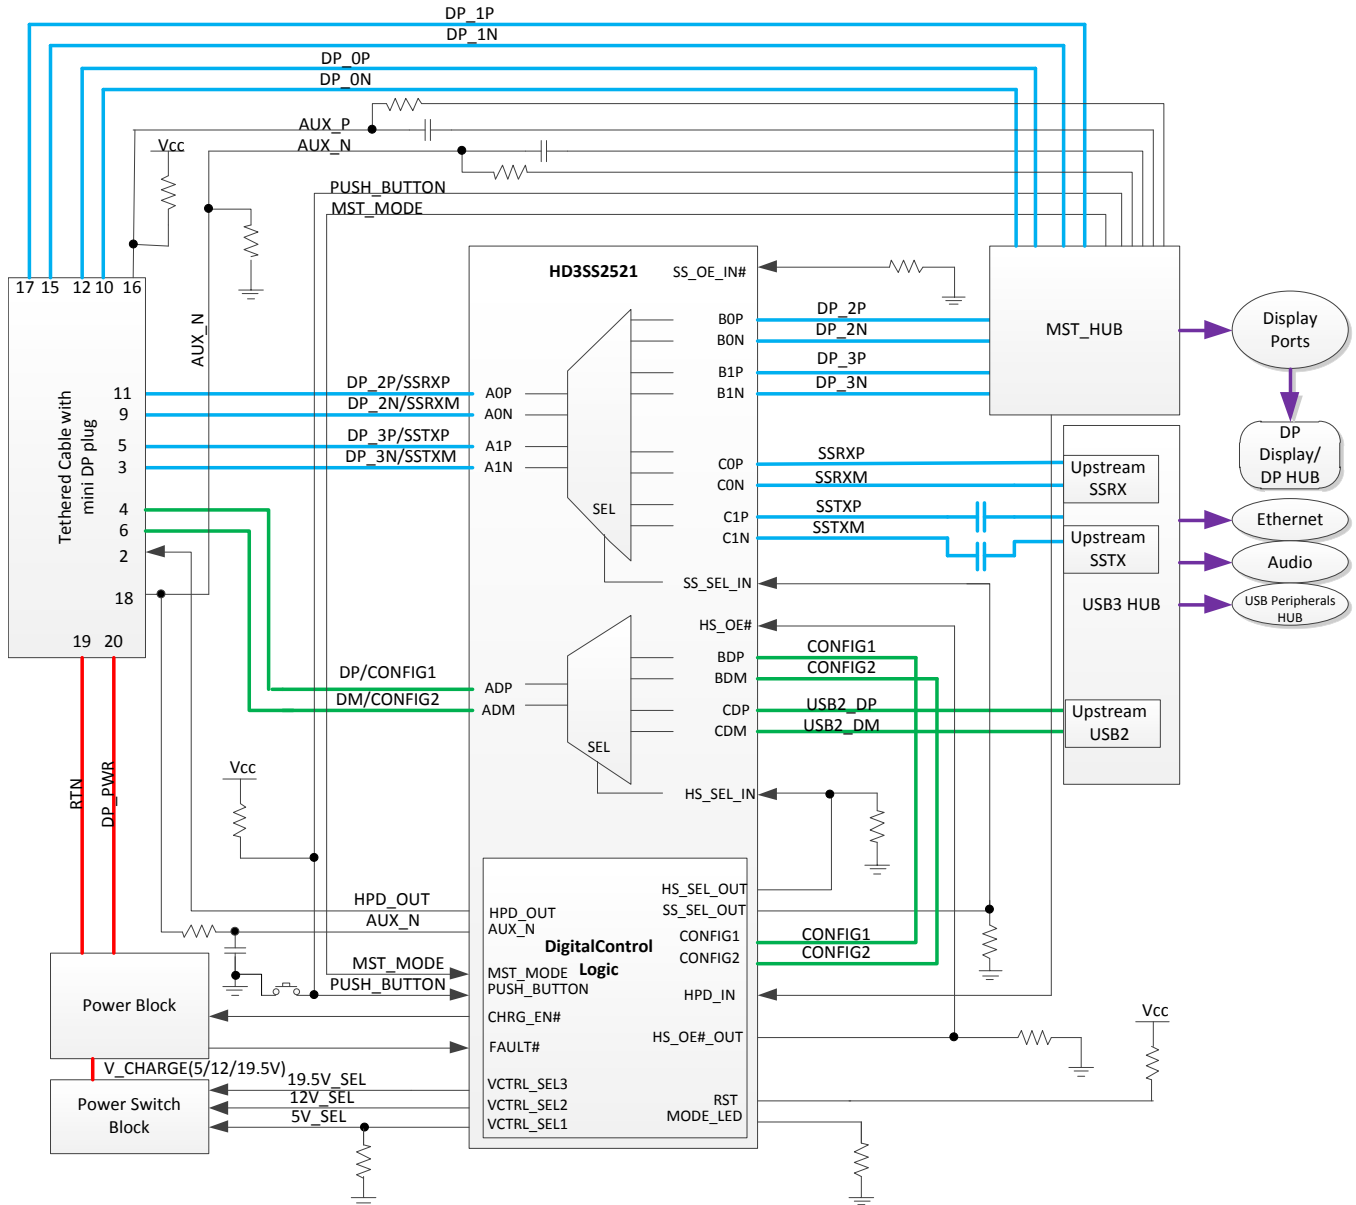 DP_1P
DP_1N
DP_0P
DP_0N
AUX_P
AUX_N
Vcc
PUSH_BUTTON
MST_MODE
17 15 12 10 16
Tethered Cable with
mini DP plug
11
9
5
3
4
6
2
18
19 20
AUX_N
RTN
DP_PWR
HD3SS2521
SS_OE_IN#
B0P
B0N
B1P
B1N
DP_2P
DP_2N
DP_3P
DP_3N
MST_HUB
Display
Ports
DP
Display/
DP HUB
DP_2P/SSRXP
DP_2N/SSRXM
DP_3P/SSTXP
DP_3N/SSTXM
A0P
A0N
A1P
A1N
SEL
C0P
C0N
C1P
C1N
SSRXP
SSRXM
SSTXP
SSTXM
Upstream
SSRX
Upstream
SSTX
USB3 HUB
Ethernet
Audio
USB Peripherals
HUB
SS_SEL_IN
HS_OE#
BDP
BDM
CDP
CDM
CONFIG1
CONFIG2
USB2_DP
USB2_DM
Upstream
USB2
DP/CONFIG1
DM/CONFIG2
ADP
ADM
SEL
HS_SEL_IN
Vcc
HPD_OUT
AUX_N
MST_MODE
PUSH_BUTTON
HPD_OUT
AUX_N
DigitalControl
Logic
MST_MODE
PUSH_BUTTON
CHRG_EN#
FAULT#
VCTRL_SEL3
VCTRL_SEL2
VCTRL_SEL1
HS_SEL_OUT
SS_SEL_OUT
CONFIG1
CONFIG2
HPD_IN
HS_OE#_OUT
RST
MODE_LED
CONFIG1
CONFIG2
Vcc
Power Block
V_CHARGE(5/12/19.5V)
Power Switch
Block
19.5V_SEL
12V_SEL
5V_SEL